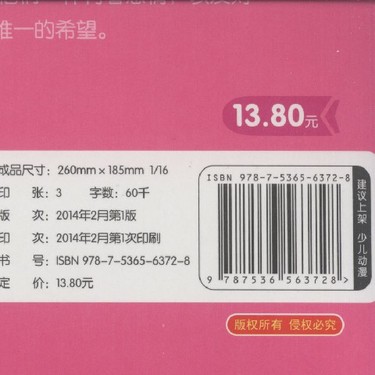 唯一的希望。
13.80元
成品尺寸：260mm×185mm 1/16
印 张：3 字数：60千
版 次：2014年2月第1版
印 次：2014年2月第1次印刷
书 号：ISBN 978-7-5365-6372-8
定 价：13.80元
ISBN 978-7-5365-6372-8
9 787536 563728 >
建议上架 少儿动漫
版权所有 侵权必究